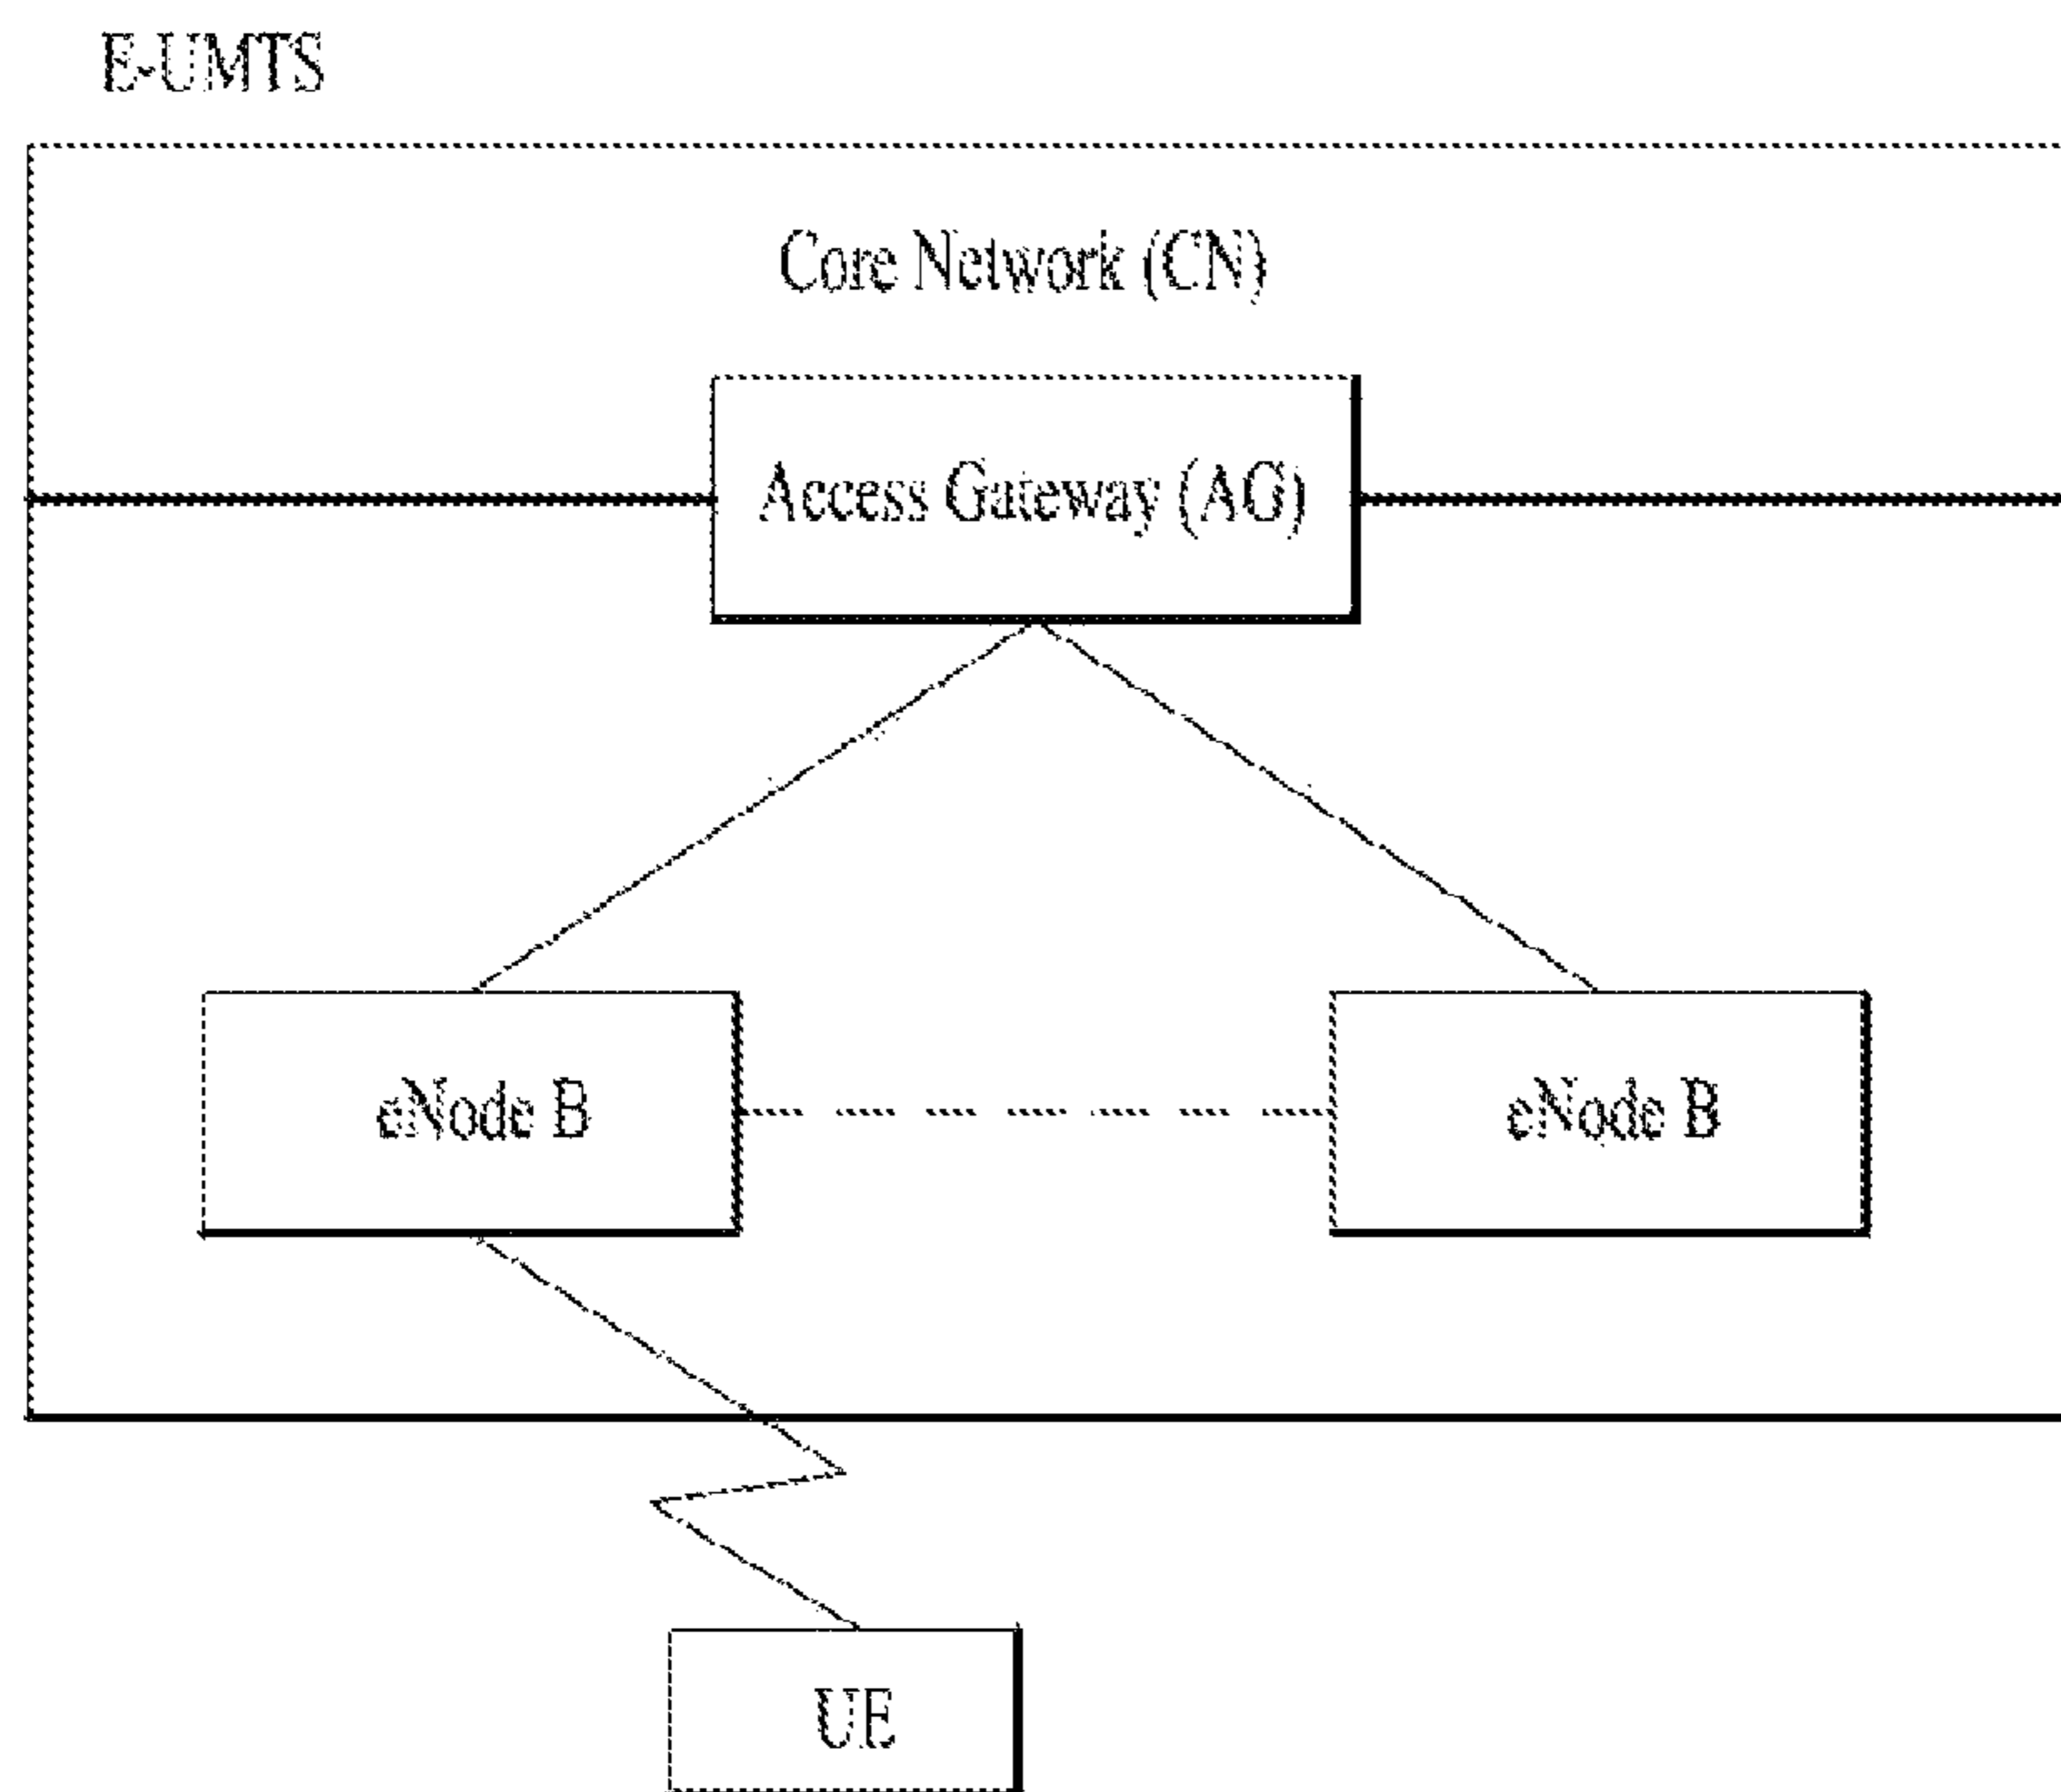 E-UMTS
Core Network (CN)
Access Gateway (AG)
eNode B
eNode B
UE